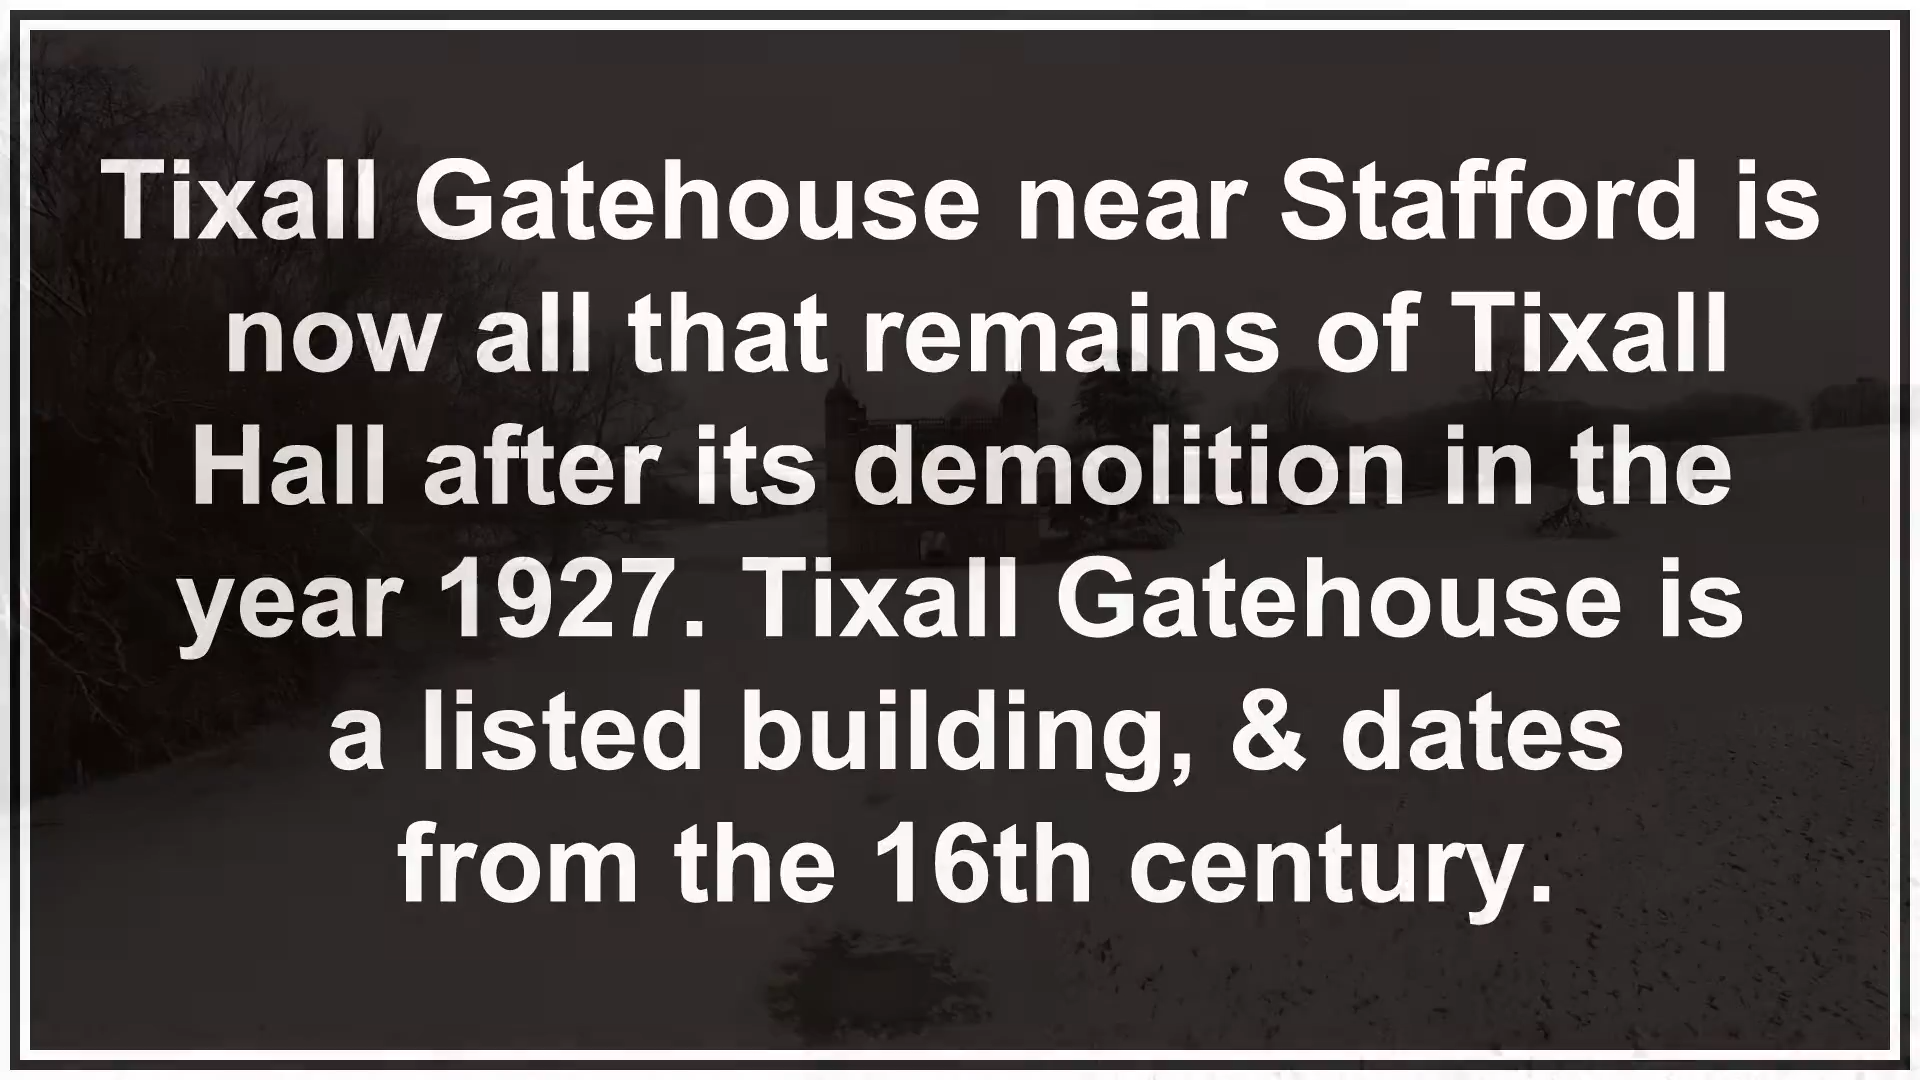 Tixall Gatehouse near Stafford is
now all that remains of Tixall
Hall after its demolition in the
year 1927. Tixall Gatehouse is
a listed building, & dates
from the 16th century.